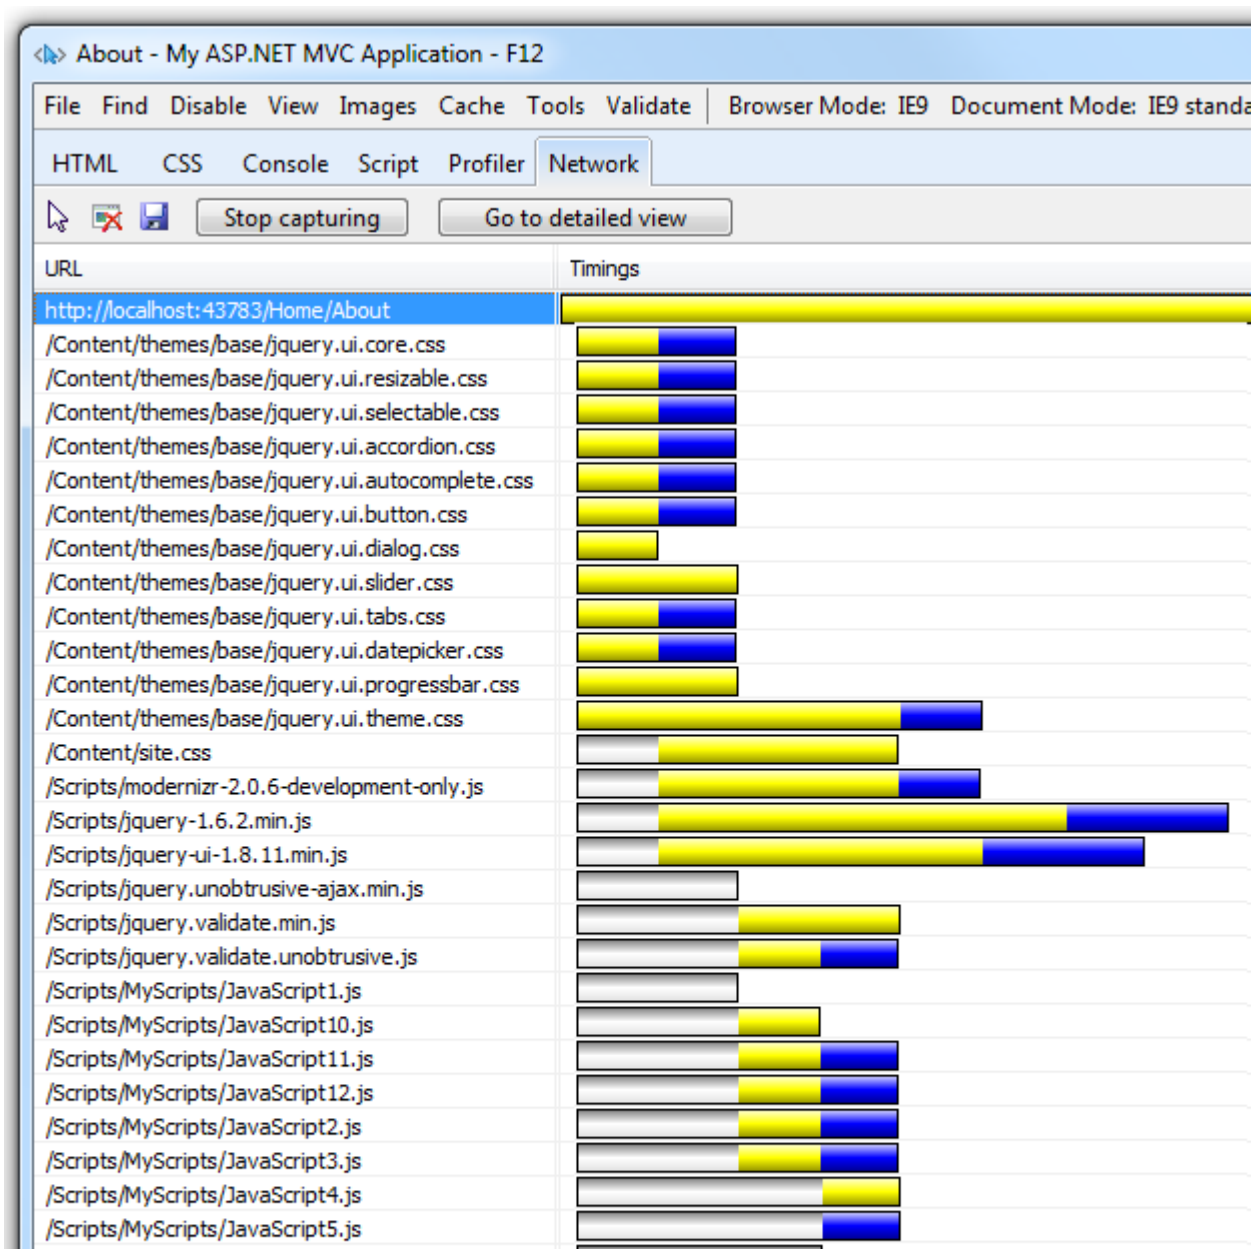 About - My ASP.NET MVC Application - F12
File Find Disable View Images Cache Tools Validate Browser Mode: IE9 Document Mode: IE9 standa
HTML CSS Console Script Profiler Network
Stop capturing Go to detailed view
URL Timings
http://localhost:43783/Home/About
/Content/themes/base/jquery.ui.core.css
/Content/themes/base/jquery.ui.resizable.css
/Content/themes/base/jquery.ui.selectable.css
/Content/themes/base/jquery.ui.accordion.css
/Content/themes/base/jquery.ui.autocomplete.css
/Content/themes/base/jquery.ui.button.css
/Content/themes/base/jquery.ui.dialog.css
/Content/themes/base/jquery.ui.slider.css
/Content/themes/base/jquery.ui.tabs.css
/Content/themes/base/jquery.ui.datepicker.css
/Content/themes/base/jquery.ui.progressbar.css
/Content/themes/base/jquery.ui.theme.css
/Content/site.css
/Scripts/modernizr-2.0.6-development-only.js
/Scripts/jquery-1.6.2.min.js
/Scripts/jquery-ui-1.8.11.min.js
/Scripts/jquery.unobtrusive-ajax.min.js
/Scripts/jquery.validate.min.js
/Scripts/jquery.validate.unobtrusive.js
/Scripts/MyScripts/JavaScript1.js
/Scripts/MyScripts/JavaScript10.js
/Scripts/MyScripts/JavaScript11.js
/Scripts/MyScripts/JavaScript12.js
/Scripts/MyScripts/JavaScript2.js
/Scripts/MyScripts/JavaScript3.js
/Scripts/MyScripts/JavaScript4.js
/Scripts/MyScripts/JavaScript5.js